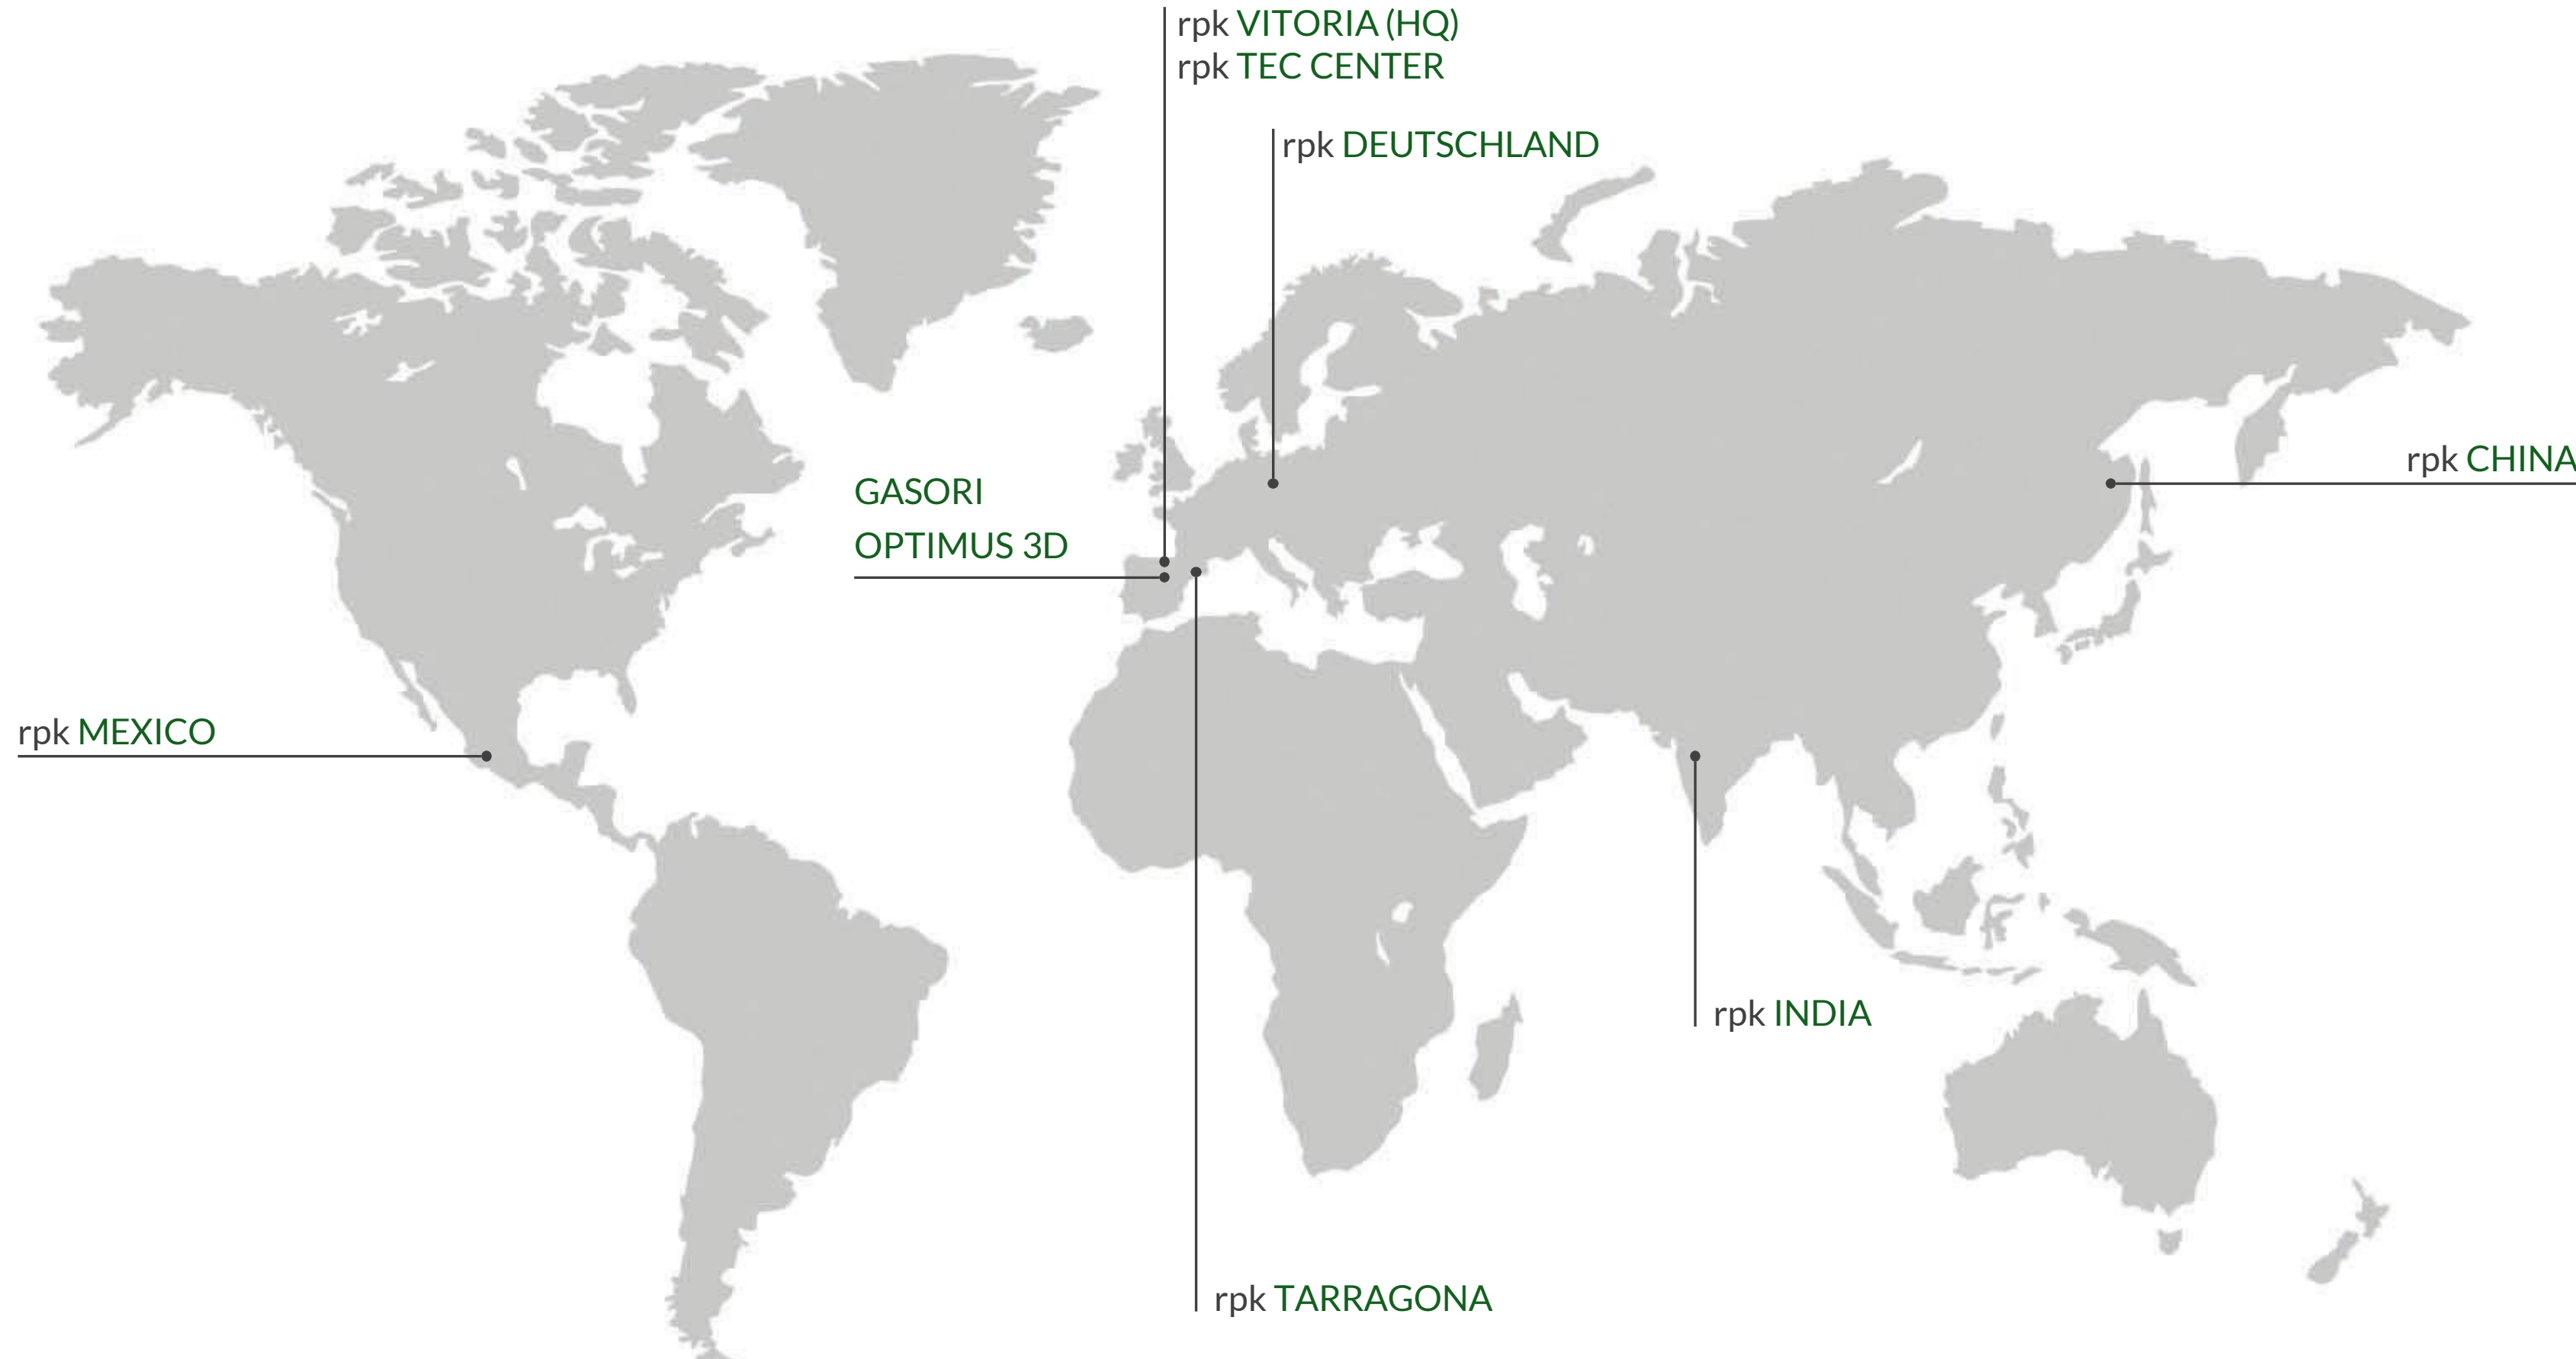 rpk VITORIA (HQ)
rpk TEC CENTER
rpk DEUTSCHLAND
rpk CHINA
GASORI
OPTIMUS 3D
rpk MEXICO
rpk INDIA
rpk TARRAGONA